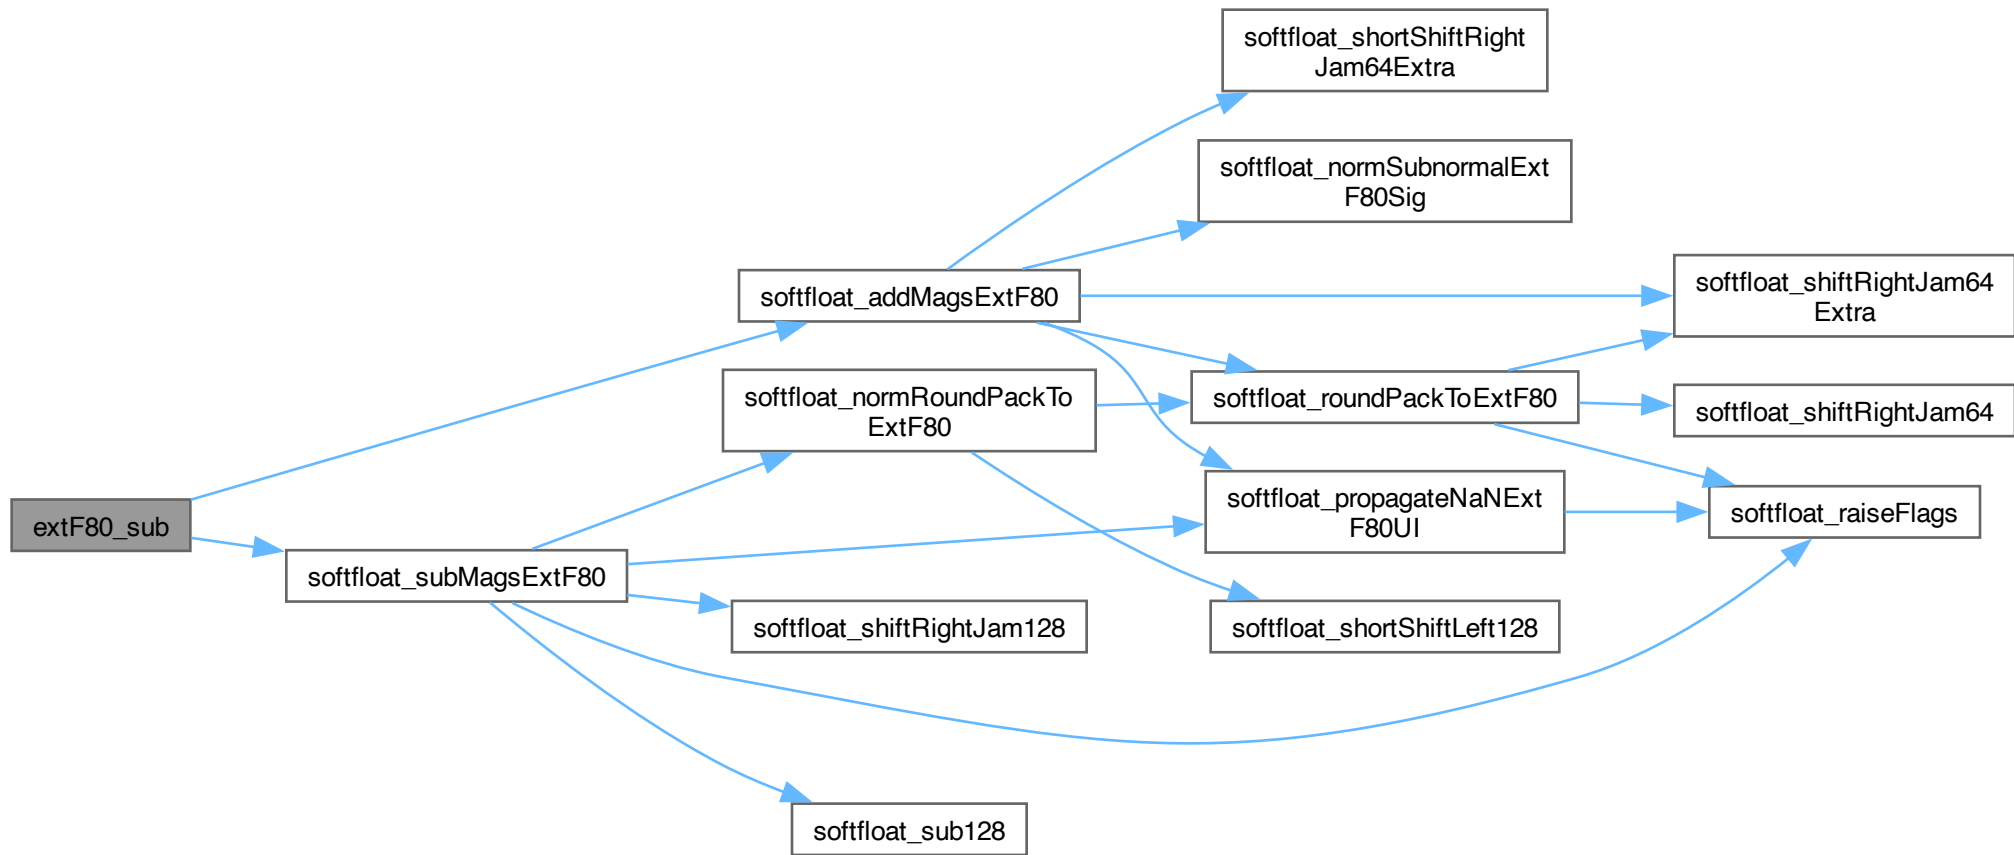 softfloat_shortShiftRight
Jam64Extra
softfloat_normSubnormalExt
F80Sig
softfloat_addMagsExtF80
softfloat_shiftRightJam64
Extra
softfloat_normRoundPackTo
ExtF80
softfloat_roundPackToExtF80
softfloat_shiftRightJam64
extF80_sub
softfloat_propagateNaNExt
F80UI
softfloat_raiseFlags
softfloat_subMagsExtF80
softfloat_shiftRightJam128
softfloat_shortShiftLeft128
softfloat_sub128